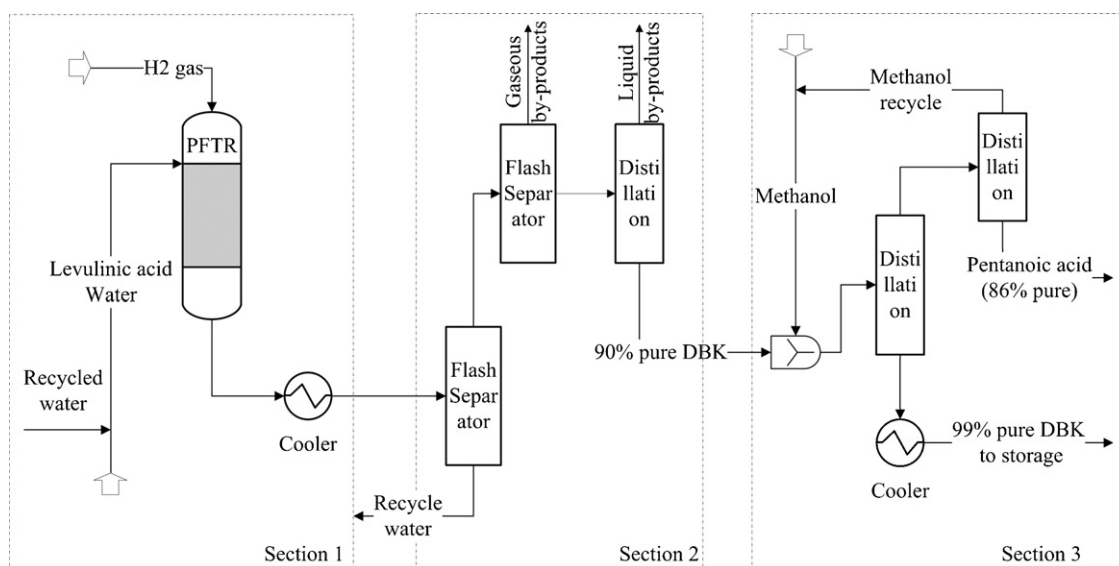 H2 gas
PFTR
Levulinic acid
Water
Recycled
water
Cooler
Section 1
Gaseous
by-products
Liquid
by-products
Flash
Separ
ator
Disti
llati
on
Flash
Separ
ator
Recycle
water
90% pure DBK
Section 2
Methanol
recycle
Methanol
Disti
llati
on
Disti
llati
on
Pentanoic acid
(86% pure)
99% pure DBK
to storage
Cooler
Section 3